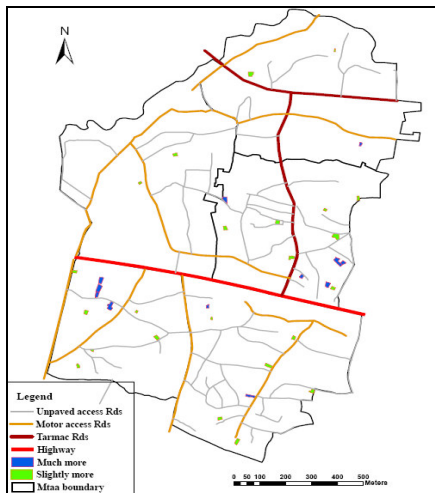 N
Legend
Unpaved access Rds
Motor access Rds
Tarmac Rds
Highway
Much more
Slightly more
Mtaa boundary
0 50 100 200 300 400 500
Meters